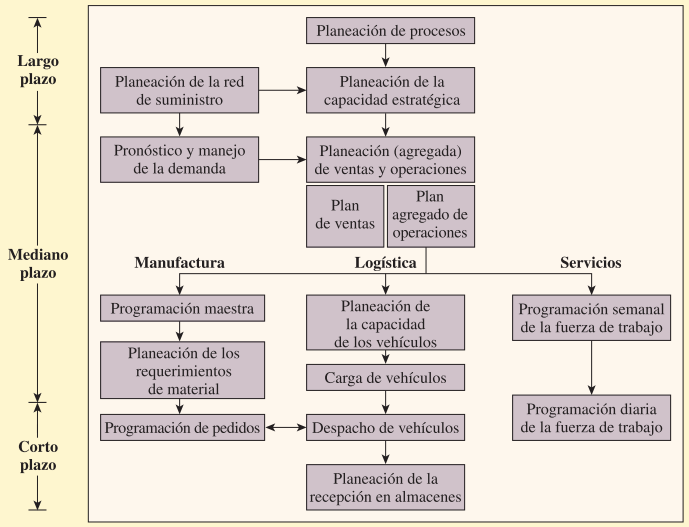 Planeación de procesos
Largo
plazo
Planeación de la red
de suministro
Planeación de la
capacidad estratégica
Pronóstico y manejo
de la demanda
Planeación (agregada)
de ventas y operaciones
Plan
de ventas
Plan
agregado de
operaciones
Mediano
plazo
Manufactura
Logística
Servicios
Programación maestra
Planeación de
la capacidad
de los vehículos
Programación semanal
de la fuerza de trabajo
Planeación de los
requerimientos
de material
Carga de vehículos
Programación diaria
de la fuerza de trabajo
Corto
plazo
Programación de pedidos
Despacho de vehículos
Planeación de la
recepción en almacenes